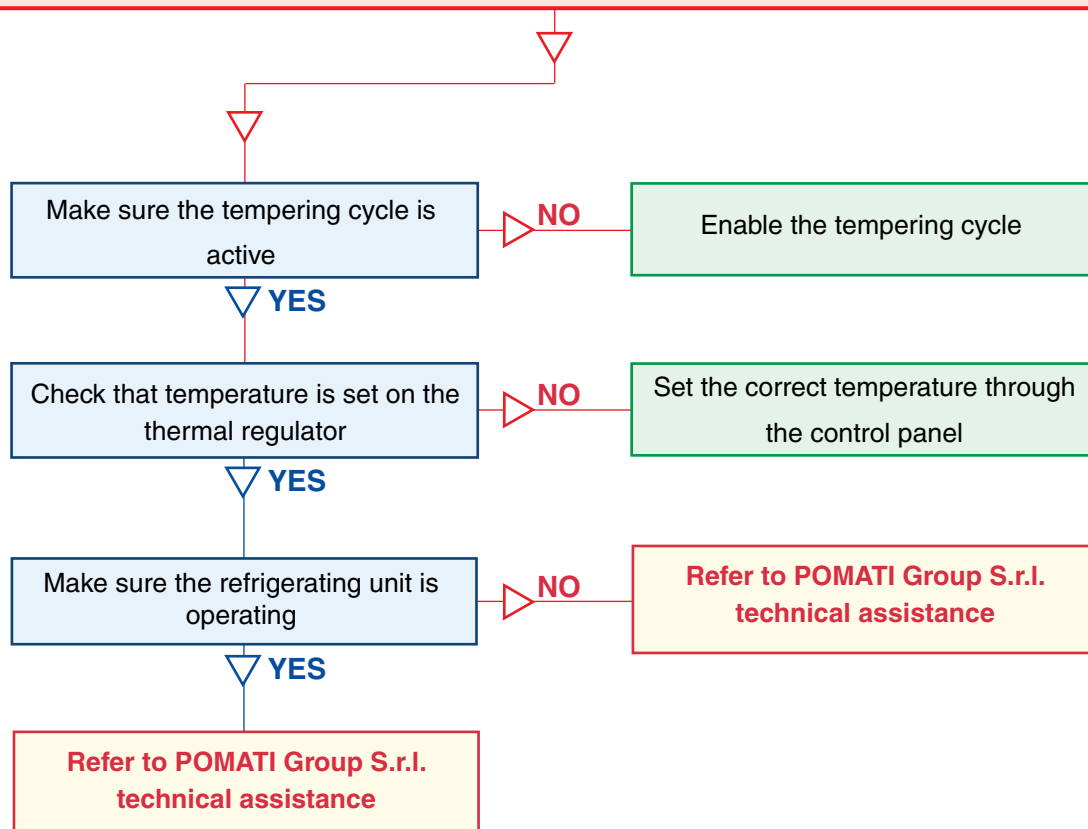 Make sure the tempering cycle is
active
NO
Enable the tempering cycle
YES
Check that temperature is set on the
thermal regulator
NO
Set the correct temperature through
the control panel
YES
Make sure the refrigerating unit is
operating
NO
Refer to POMATI Group S.r.l.
technical assistance
YES
Refer to POMATI Group S.r.l.
technical assistance